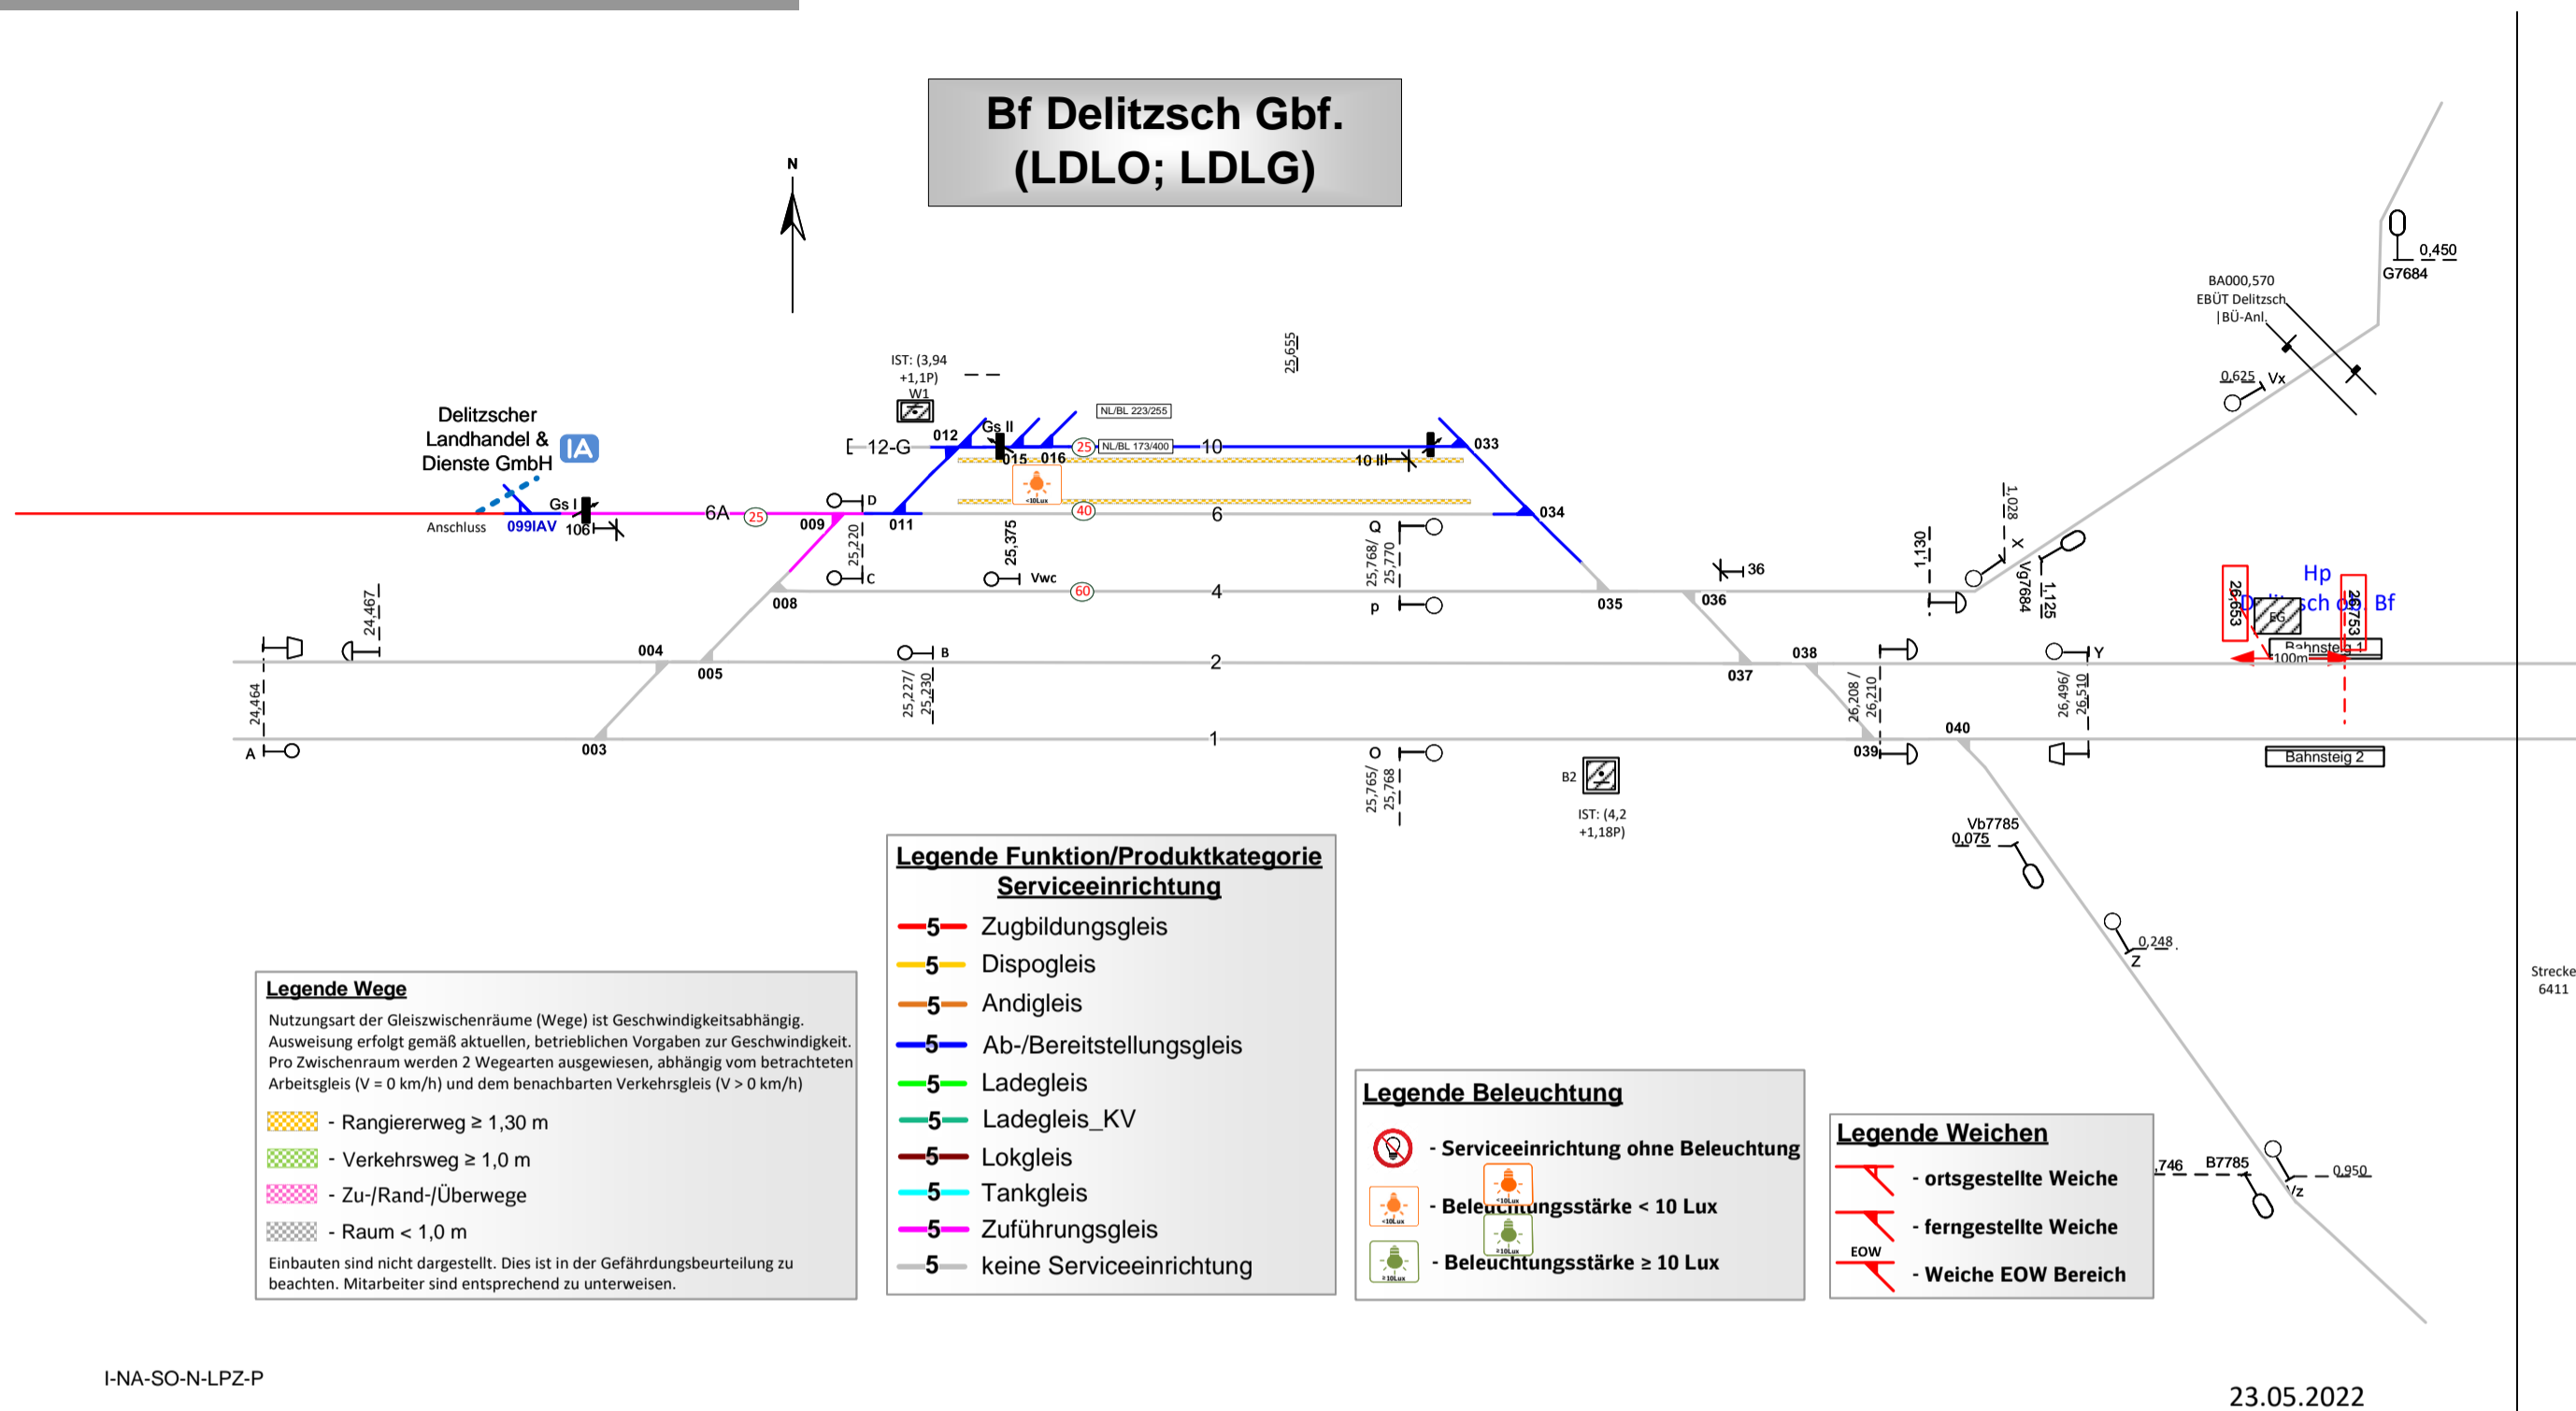 Bf Delitzsch Gbf.
(LDLO; LDLG)
N
0,450
G7684
BA000,570
EBÜT Delitzsch
|BÜ-Anl.
0,625
Vx
25,655
IST: (3,94
+1,1P)
W1
Delitzscher
Landhandel &
Dienste GmbH
IA
NL/BL 223/255
12-G
012
Gs II
015
016
25
NL/BL 173/400
10
10 III
033
<10Lux
Anschluss
099IAV
Gs I
106
6A
25
009
D
011
40
6
034
25,220
25,375
Q
25,768/
25,770
C
Vwc
008
60
4
p
035
36
036
1,130
1,028
X
Vg7684
1,125
26,653
Hp
26,753
EG
Bahnsteig 1
100m
24,467
24,464
004
005
B
25,227/
25,230
2
037
038
26,208 /
26,210
Y
26,496/
26,510
A
003
1
O
25,765/
25,768
039
040
Bahnsteig 2
B2
IST: (4,2
+1,18P)
Vb7785
0,075
0,248
Z
,746
B7785
0,950
Vz
Strecke
6411
Legende Funktion/Produktkategorie
Serviceeinrichtung
5 Zugbildungsgleis
5 Dispogleis
5 Andigleis
5 Ab-/Bereitstellungsgleis
5 Ladegleis
5 Ladegleis_KV
5 Lokgleis
5 Tankgleis
5 Zuführungsgleis
5 keine Serviceeinrichtung
Legende Wege
Nutzungsart der Gleiszwischenräume (Wege) ist Geschwindigkeitsabhängig.
Ausweisung erfolgt gemäß aktuellen, betrieblichen Vorgaben zur Geschwindigkeit.
Pro Zwischenraum werden 2 Wegearten ausgewiesen, abhängig vom betrachteten
Arbeitsgleis (V = 0 km/h) und dem benachbarten Verkehrsgleis (V > 0 km/h)
- Rangiererweg ≥ 1,30 m
- Verkehrsweg ≥ 1,0 m
- Zu-/Rand-/Überwege
- Raum < 1,0 m
Einbauten sind nicht dargestellt. Dies ist in der Gefährdungsbeurteilung zu
beachten. Mitarbeiter sind entsprechend zu unterweisen.
Legende Beleuchtung
- Serviceeinrichtung ohne Beleuchtung
<10Lux
<10Lux
- Beleuchtungsstärke < 10 Lux
≥10Lux
≥10Lux
- Beleuchtungsstärke ≥ 10 Lux
Legende Weichen
- ortsgestellte Weiche
- ferngestellte Weiche
EOW
- Weiche EOW Bereich
I-NA-SO-N-LPZ-P
23.05.2022